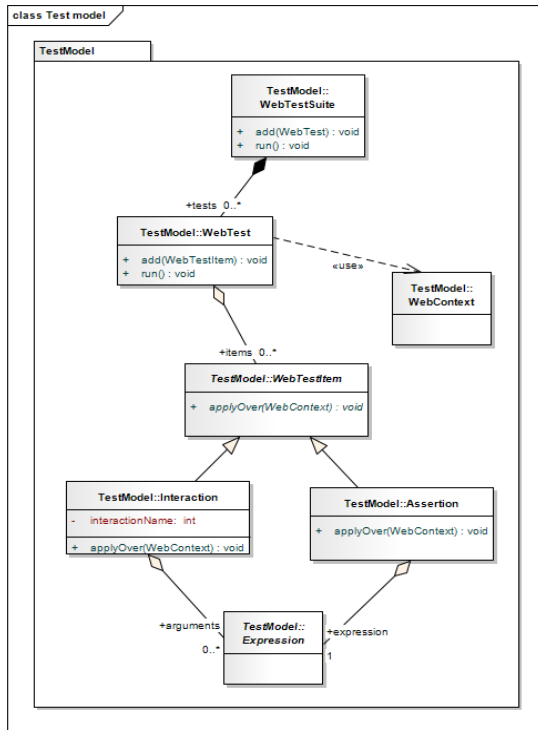 class Test model
TestModel
TestModel::
WebTestSuite
+ add(WebTest) : void
+ run() : void
+tests 0..*
TestModel::WebTest
+ add(WebTestItem) : void
+ run() : void
«use»
TestModel::
WebContext
+items 0..*
TestModel::WebTestItem
+ applyOver(WebContext) : void
TestModel::Interaction
- interactionName: int
+ applyOver(WebContext) : void
TestModel::Assertion
+ applyOver(WebContext) : void
+arguments
0..*
TestModel::
Expression
+expression
1